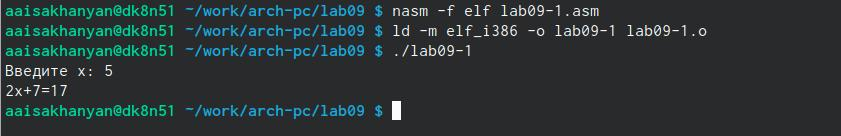 aaisakhanyan@dk8n51 ~/work/arch-pc/lab09 $ nasm -f elf lab09-1.asm
aaisakhanyan@dk8n51 ~/work/arch-pc/lab09 $ ld -m elf_i386 -o lab09-1 lab09-1.o
aaisakhanyan@dk8n51 ~/work/arch-pc/lab09 $ ./lab09-1
Введите x: 5
2x+7=17
aaisakhanyan@dk8n51 ~/work/arch-pc/lab09 $